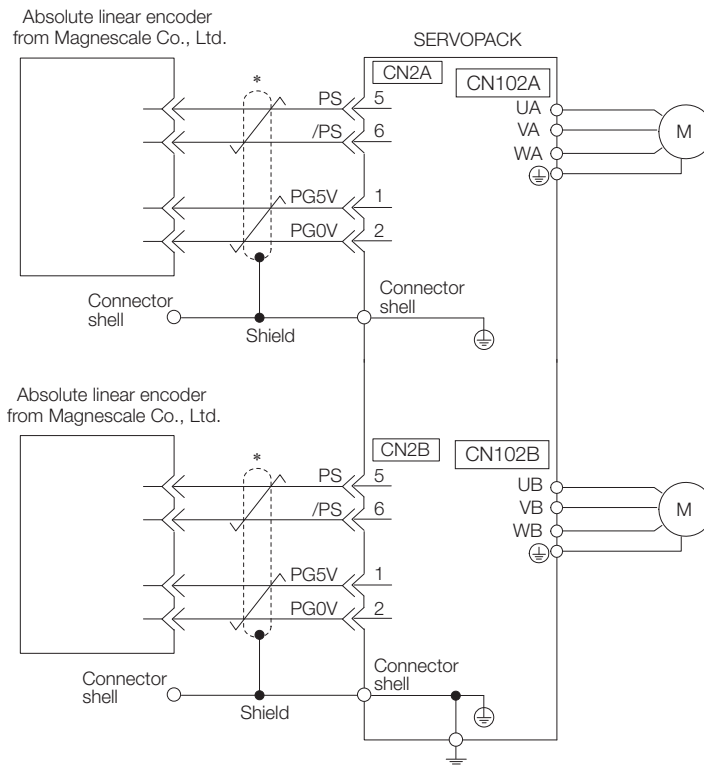 Absolute linear encoder
from Magnescale Co., Ltd.
SERVOPACK
*
CN2A
CN102A
PS
5
UA
/PS
6
VA
M
WA
PG5V
1
PG0V
2
Connector
shell
Connector
shell
Shield
Absolute linear encoder
from Magnescale Co., Ltd.
*
CN2B
CN102B
PS
5
UB
/PS
6
VB
M
WB
PG5V
1
PG0V
2
Connector
shell
Connector
shell
Shield